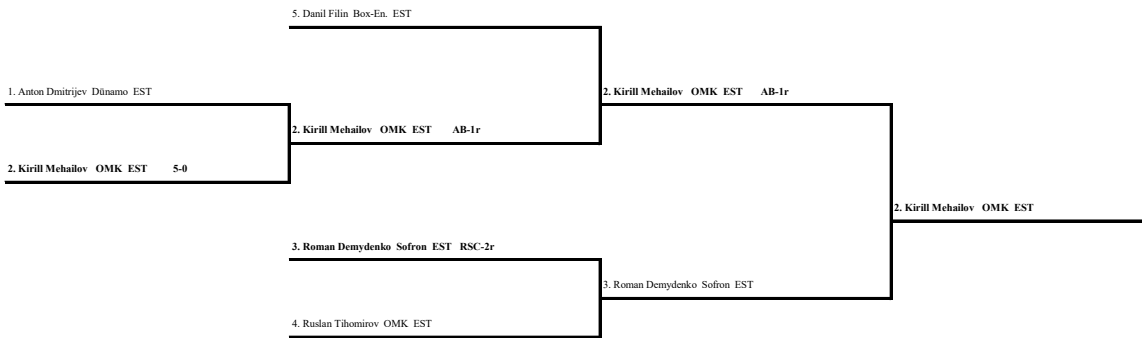 5. Danil Filin Box-En. EST
1. Anton Dmitrijev Dünamo EST
2. Kirill Mehailov OMK EST AB-1r
2. Kirill Mehailov OMK EST AB-1r
2. Kirill Mehailov OMK EST 5-0
2. Kirill Mehailov OMK EST
3. Roman Demydenko Sofron EST RSC-2r
3. Roman Demydenko Sofron EST
4. Ruslan Tihomirov OMK EST